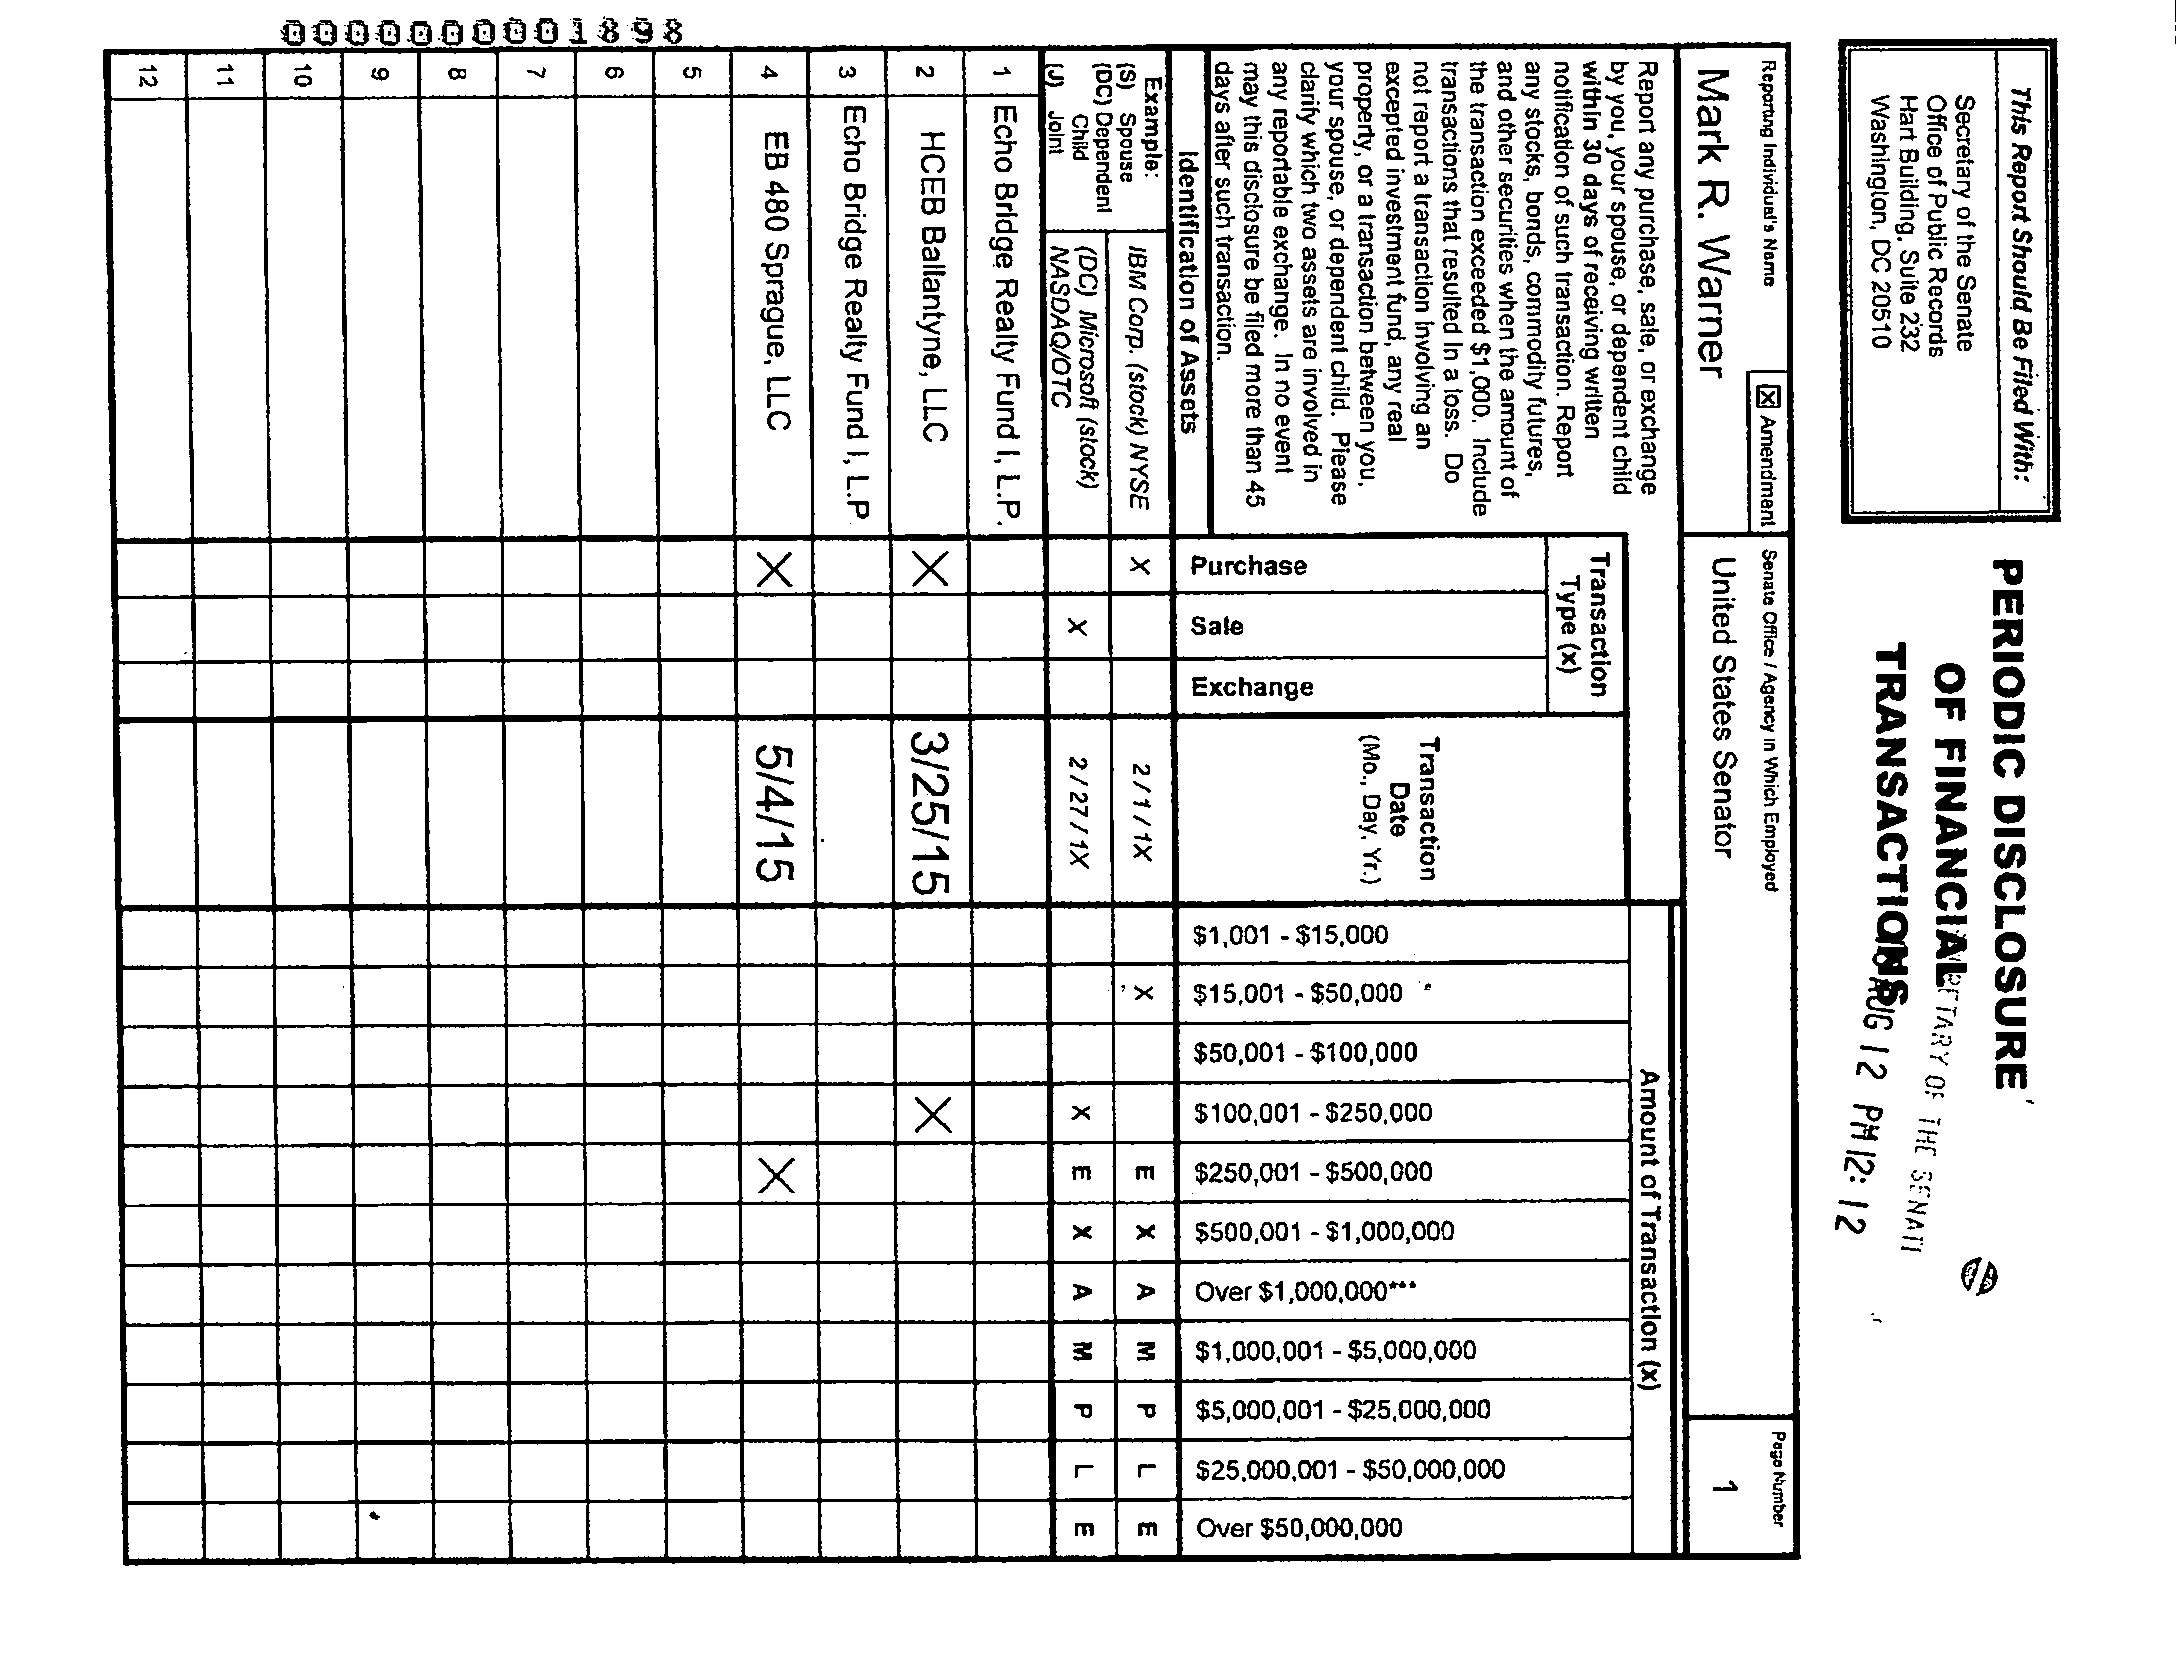 This Report Should Be Filed With:
Secretary of the Senate
Office of Public Records
Hart Building, Suite 232
Washington, DC 20510
PERIODIC DISCLOSURE
OF FINANCIAL
TRANSACTIONS
OF THE SENATE
AUG 12 PM 12: 12
Reporting Individual's Name
Mark R. Warner
☒ Amendment
Senate Office / Agency in Which Employed
United States Senator
Page Number
1
Report any purchase, sale, or exchange
by you, your spouse, or dependent child
within 30 days of receiving written
notification of such transaction. Report
any stocks, bonds, commodity futures,
and other securities when the amount of
the transaction exceeded $1,000. Include
transactions that resulted in a loss. Do
not report a transaction involving an
excepted investment fund, any real
property, or a transaction between you,
your spouse, or dependent child. Please
clarify which two assets are involved in
any reportable exchange. In no event
may this disclosure be filed more than 45
days after such transaction.
Identification of Assets
Transaction
Type (x)
Purchase
Sale
Exchange
Transaction
Date
(Mo., Day, Yr.)
Amount of Transaction (x)
$1,001 - $15,000
$15,001 - $50,000
$50,001 - $100,000
$100,001 - $250,000
$250,001 - $500,000
$500,001 - $1,000,000
Over $1,000,000***
$1,000,001 - $5,000,000
$5,000,001 - $25,000,000
$25,000,001 - $50,000,000
Over $50,000,000
Example:
(S) Spouse
(DC) Dependent
Child
(J) Joint
IBM Corp. (stock) NYSE X 2 / 1 / 1X X E X A M P L E
(DC) Microsoft (stock)
NASDAQ/OTC X 2 / 27 / 1X X E X A M P L E
1 Echo Bridge Realty Fund I, L.P.
2 HCEB Ballantyne, LLC X 3/25/15 X
3 Echo Bridge Realty Fund I, L.P
4 EB 480 Sprague, LLC X 5/4/15 X
5
6
7
8
9
10
11
12
000000001898